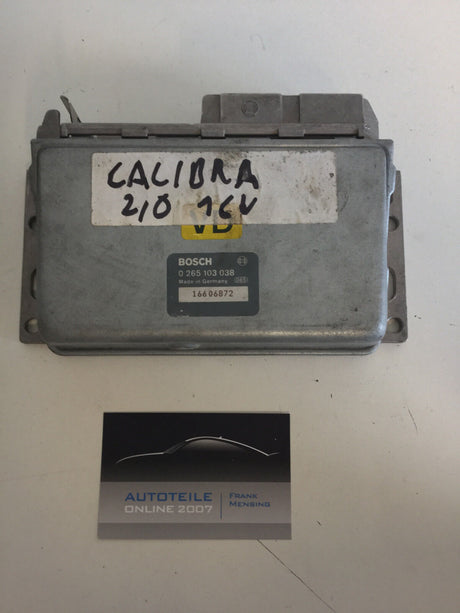 CALIBRA
2,0 16V
VD
BOSCH
0 265 103 038
Made in Germany
16606872
AUTOTEILE
ONLINE 2007
FRANK
MENSING